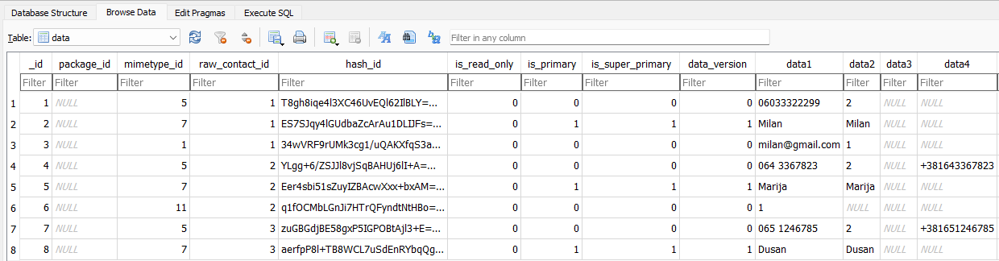 Database Structure Browse Data Edit Pragmas Execute SQL
Table: data Filter in any column
_id package_id mimetype_id raw_contact_id hash_id is_read_only is_primary is_super_primary data_version data1 data2 data3 data4
Filter Filter Filter Filter Filter Filter Filter Filter Filter Filter Filter Filter Filter
1 1 NULL 5 1 T8gh8iqe4l3XC46UvEQl62IlBLY=... 0 0 0 0 06033322299 2 NULL NULL
2 2 NULL 7 1 ES7SJqy4lGUdbaZcArAu1DLIJFs=... 0 1 1 1 Milan Milan NULL NULL
3 3 NULL 1 1 34wVRF9rUMk3cg1/uQAKXfqS3a... 0 0 0 0 milan@gmail.com 1 NULL NULL
4 4 NULL 5 2 YLgg+6/ZSJJl8vjSqBAHUj6lI+A=... 0 0 0 0 064 3367823 2 NULL +381643367823
5 5 NULL 7 2 Eer4sbi51sZuyIZBAcwXxx+bxAM=... 0 1 1 1 Marija Marija NULL NULL
6 6 NULL 11 2 q1fOCMbLGnJi7HTrQFyndtNtHBo=... 0 0 0 0 1 NULL NULL NULL
7 7 NULL 5 3 zuGBGdjBE58gxP5IGPOBtAjl3+E=... 0 0 0 0 065 1246785 2 NULL +381651246785
8 8 NULL 7 3 aerfpP8l+TB8WCL7uSdEnRYbqQg... 0 1 1 1 Dusan Dusan NULL NULL